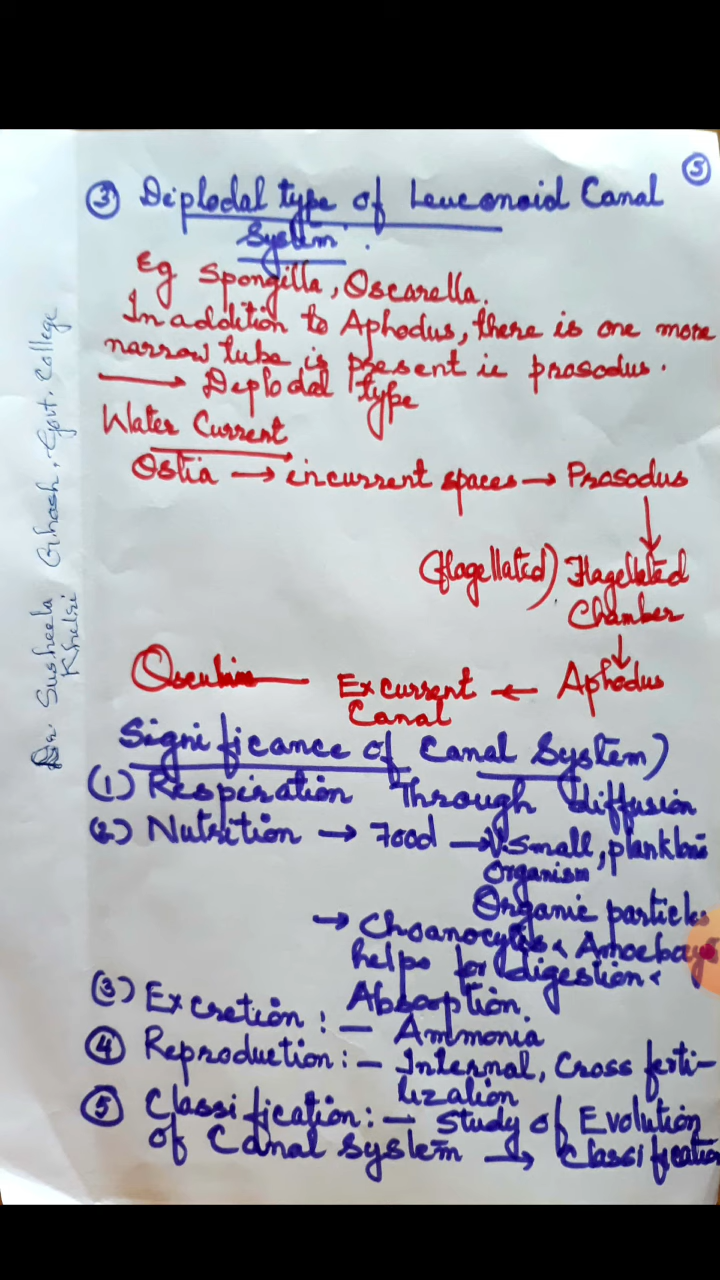 5
③ Deplodal type of Leuconoid Canal
System.
Eg Spongilla, Oscarella.
In addition to Aphodus, there is one more
narrow tube is present ie prosodus.
→ Deplodal type
Water Current
Ostia → incurrent spaces → Prosodus
(flagellated) Flagellated
Chamber
Excurrent ← Aphodus
Canal
Significance of Canal System)
(1) Respiration Through diffusion
(2) Nutrition → Food → V. Small, planktonic
organism
Organic particles
→ Choanocytes & Amoebocytes
helps for digestion &
Absorption.
(3) Excretion :- Ammonia
④ Reproduction :- Internal, Cross ferti-
lization
⑤ Classification :- Study of Evolution
of Canal system → Classification
Dr Susheela Ghosh, Govt. College